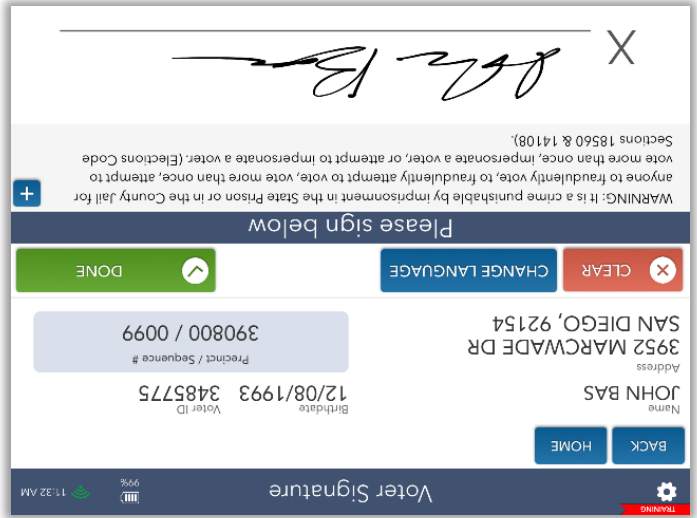 TRAINING
Voter Signature
99%
11:32 AM
BACK
HOME
Name
JOHN BAS
Birthdate
12/08/1993
Voter ID
3485775
Address
3952 MARCWADE DR
SAN DIEGO, 92154
Precinct / Sequence #
390800 / 0099
CLEAR
CHANGE LANGUAGE
DONE
Please sign below
WARNING: It is a crime punishable by imprisonment in the State Prison or in the County Jail for
anyone to fraudulently vote, to fraudulently attempt to vote, vote more than once, attempt to
vote more than once, impersonate a voter, or attempt to impersonate a voter. (Elections Code
Sections 18560 & 14108).
+
X